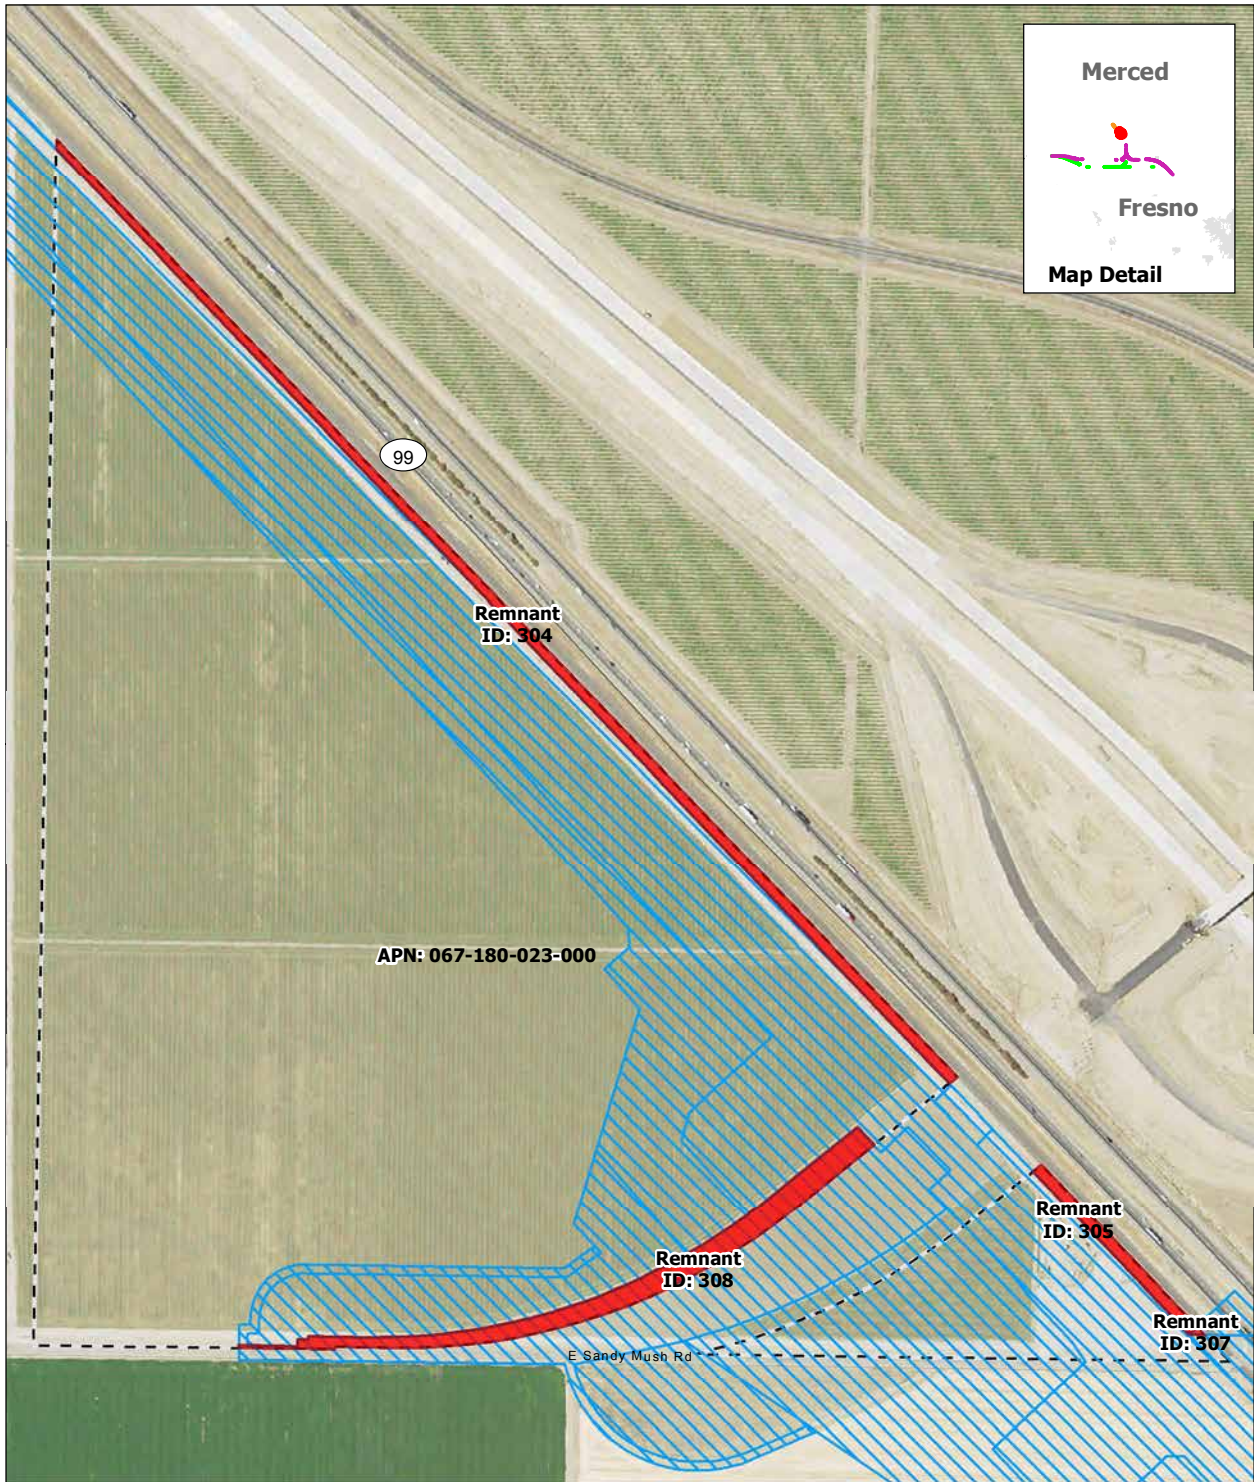 Merced
Fresno
Map Detail
99
Remnant
ID: 304
APN: 067-180-023-000
Remnant
ID: 305
Remnant
ID: 308
Remnant
ID: 307
E Sandy Mush Rd